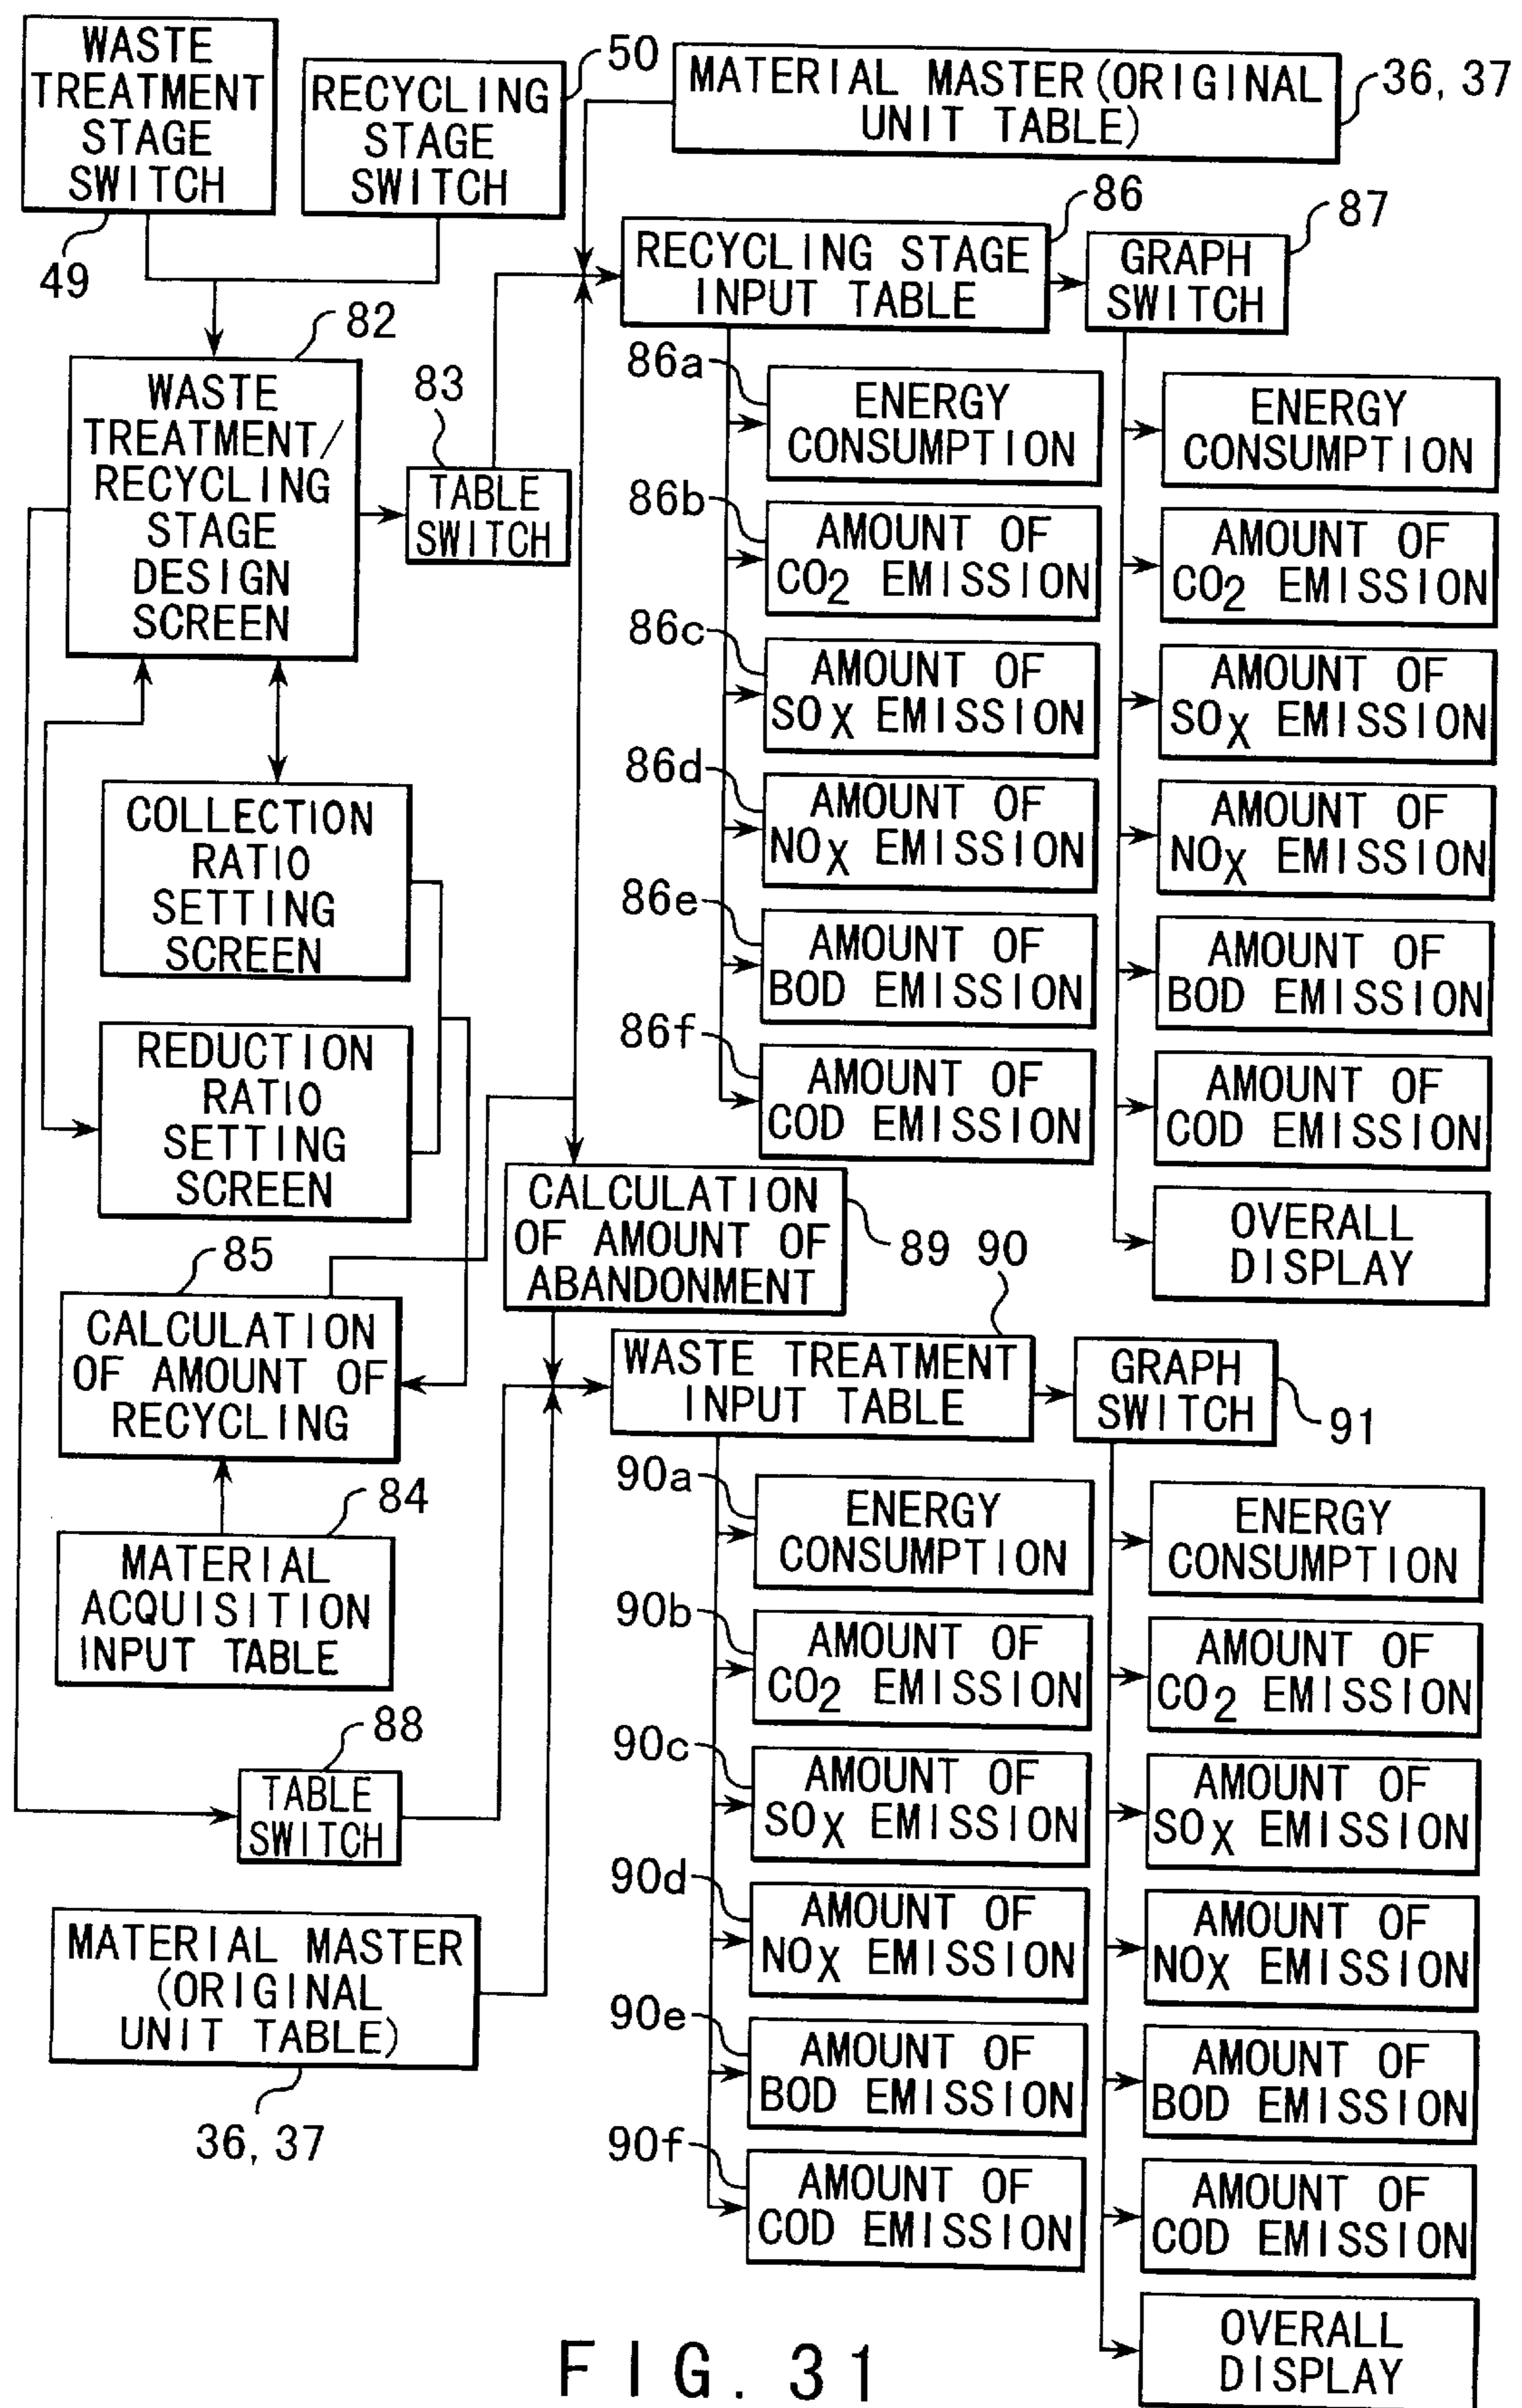 WASTE
TREATMENT
STAGE
SWITCH
49
RECYCLING
STAGE
SWITCH
50
MATERIAL MASTER(ORIGINAL
UNIT TABLE)
36, 37
82
WASTE
TREATMENT/
RECYCLING
STAGE
DESIGN
SCREEN
83
TABLE
SWITCH
86
RECYCLING STAGE
INPUT TABLE
87
GRAPH
SWITCH
86a
ENERGY
CONSUMPTION
86b
AMOUNT OF
CO2 EMISSION
86c
AMOUNT OF
SOX EMISSION
86d
AMOUNT OF
NOX EMISSION
86e
AMOUNT OF
BOD EMISSION
86f
AMOUNT OF
COD EMISSION
ENERGY
CONSUMPTION
AMOUNT OF
CO2 EMISSION
AMOUNT OF
SOX EMISSION
AMOUNT OF
NOX EMISSION
AMOUNT OF
BOD EMISSION
AMOUNT OF
COD EMISSION
OVERALL
DISPLAY
COLLECTION
RATIO
SETTING
SCREEN
REDUCTION
RATIO
SETTING
SCREEN
85
CALCULATION
OF AMOUNT OF
RECYCLING
84
MATERIAL
ACQUISITION
INPUT TABLE
88
TABLE
SWITCH
MATERIAL MASTER
(ORIGINAL
UNIT TABLE)
36, 37
CALCULATION
OF AMOUNT OF
ABANDONMENT
89
90
WASTE TREATMENT
INPUT TABLE
GRAPH
SWITCH
91
90a
ENERGY
CONSUMPTION
90b
AMOUNT OF
CO2 EMISSION
90c
AMOUNT OF
SOX EMISSION
90d
AMOUNT OF
NOX EMISSION
90e
AMOUNT OF
BOD EMISSION
90f
AMOUNT OF
COD EMISSION
ENERGY
CONSUMPTION
AMOUNT OF
CO2 EMISSION
AMOUNT OF
SOX EMISSION
AMOUNT OF
NOX EMISSION
AMOUNT OF
BOD EMISSION
AMOUNT OF
COD EMISSION
OVERALL
DISPLAY
FIG. 31